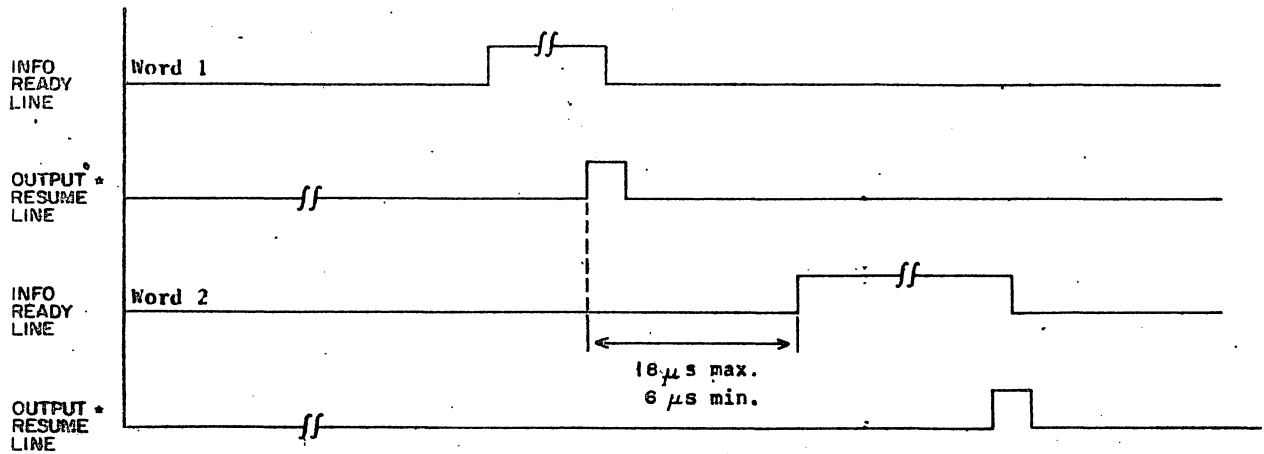 INFO
READY
LINE
Word 1
OUTPUT *
RESUME
LINE
INFO
READY
LINE
Word 2
18 μs max.
6 μs min.
OUTPUT *
RESUME
LINE